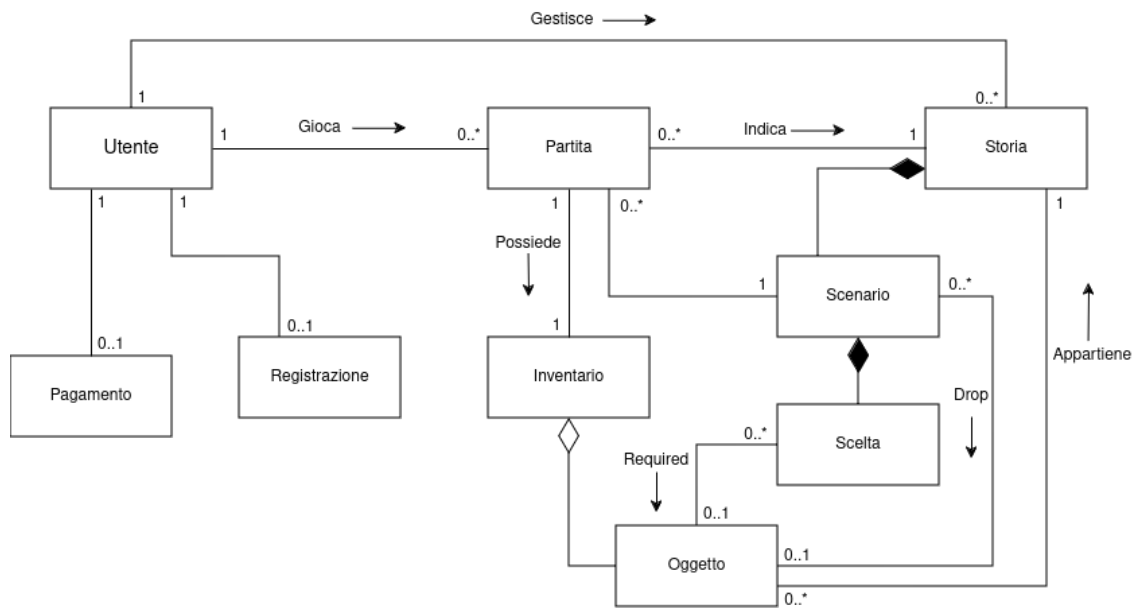 Gestisce
1
0..*
Utente
1
Gioca
0..*
Partita
0..*
Indica
1
Storia
1
1
1
0..*
1
Possiede
1
Scenario
0..*
0..1
0..1
1
Registrazione
Inventario
Appartiene
Pagamento
Drop
0..*
Scelta
Required
0..1
0..1
Oggetto
0..*